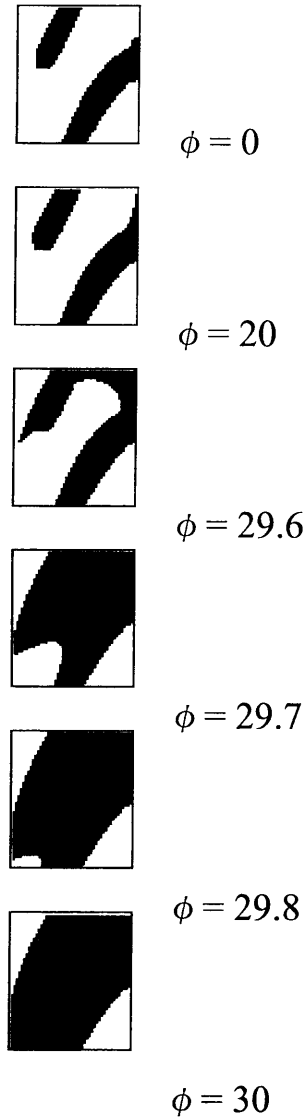 ϕ = 0
ϕ = 20
ϕ = 29.6
ϕ = 29.7
ϕ = 29.8
ϕ = 30